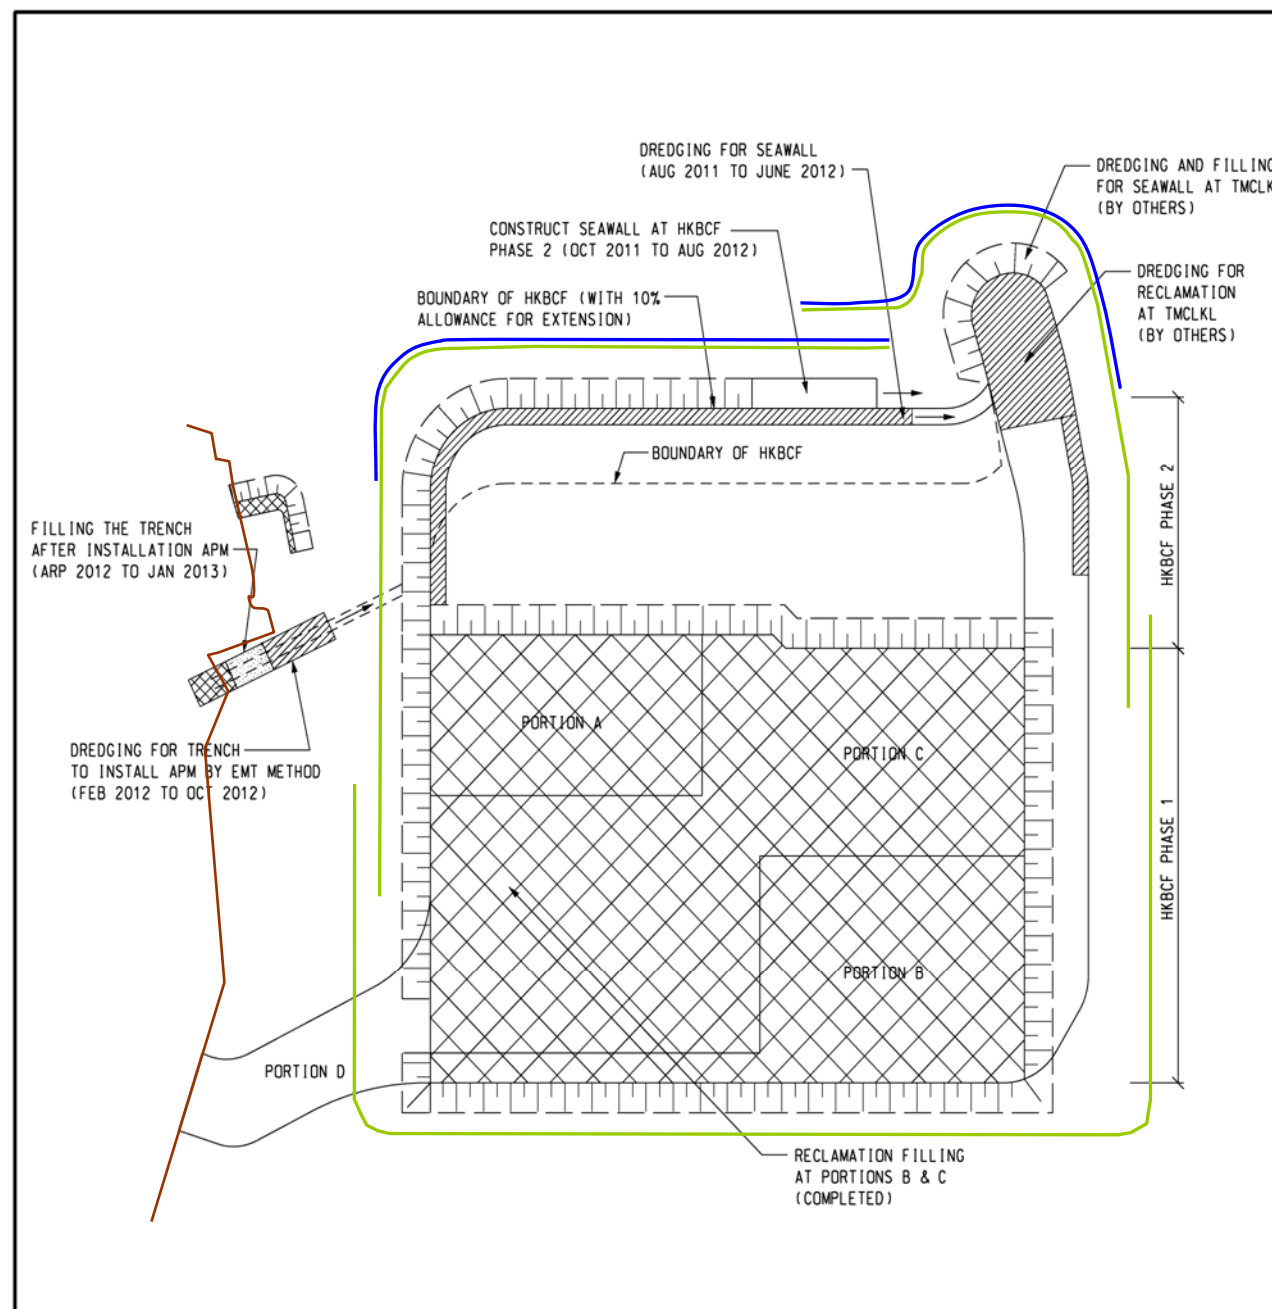 DREDGING FOR SEAWALL
(AUG 2011 TO JUNE 2012)
DREDGING AND FILLING
FOR SEAWALL AT TMCLK
(BY OTHERS)
CONSTRUCT SEAWALL AT HKBCF
PHASE 2 (OCT 2011 TO AUG 2012)
DREDGING FOR
RECLAMATION
AT TMCLKL
(BY OTHERS)
BOUNDARY OF HKBCF (WITH 10%
ALLOWANCE FOR EXTENSION)
BOUNDARY OF HKBCF
HKBCF PHASE 2
FILLING THE TRENCH
AFTER INSTALLATION APM
(ARP 2012 TO JAN 2013)
PORTION A
PORTION C
DREDGING FOR TRENCH
TO INSTALL APM BY EMT METHOD
(FEB 2012 TO OCT 2012)
HKBCF PHASE 1
PORTION B
PORTION D
RECLAMATION FILLING
AT PORTIONS B & C
(COMPLETED)